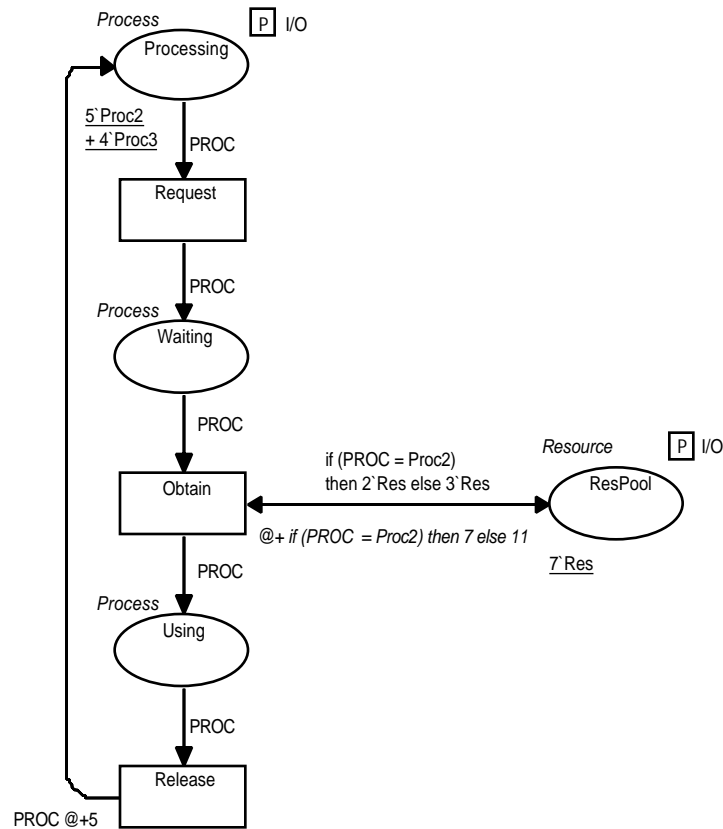 Process
P I/O
Processing
5`Proc2
+ 4`Proc3
PROC
Request
PROC
Process
Waiting
PROC
if (PROC = Proc2)
then 2`Res else 3`Res
Resource
P I/O
Obtain
ResPool
@+ if (PROC = Proc2) then 7 else 11
7`Res
PROC
Process
Using
PROC
Release
PROC @+5